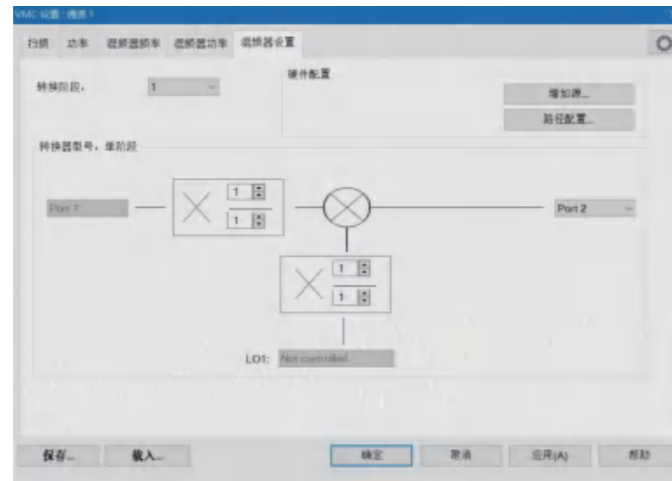 VMC 设置: 通道 1
扫频 功率 混频器频率 混频器功率 混频器设置
转换阶段: 1
硬件配置
增加源...
路径配置...
转换器型号, 单阶段
Port 1
1
1
Port 2
1
1
LO1: Not controlled
保存... 载入... 确定 取消 应用(A) 帮助